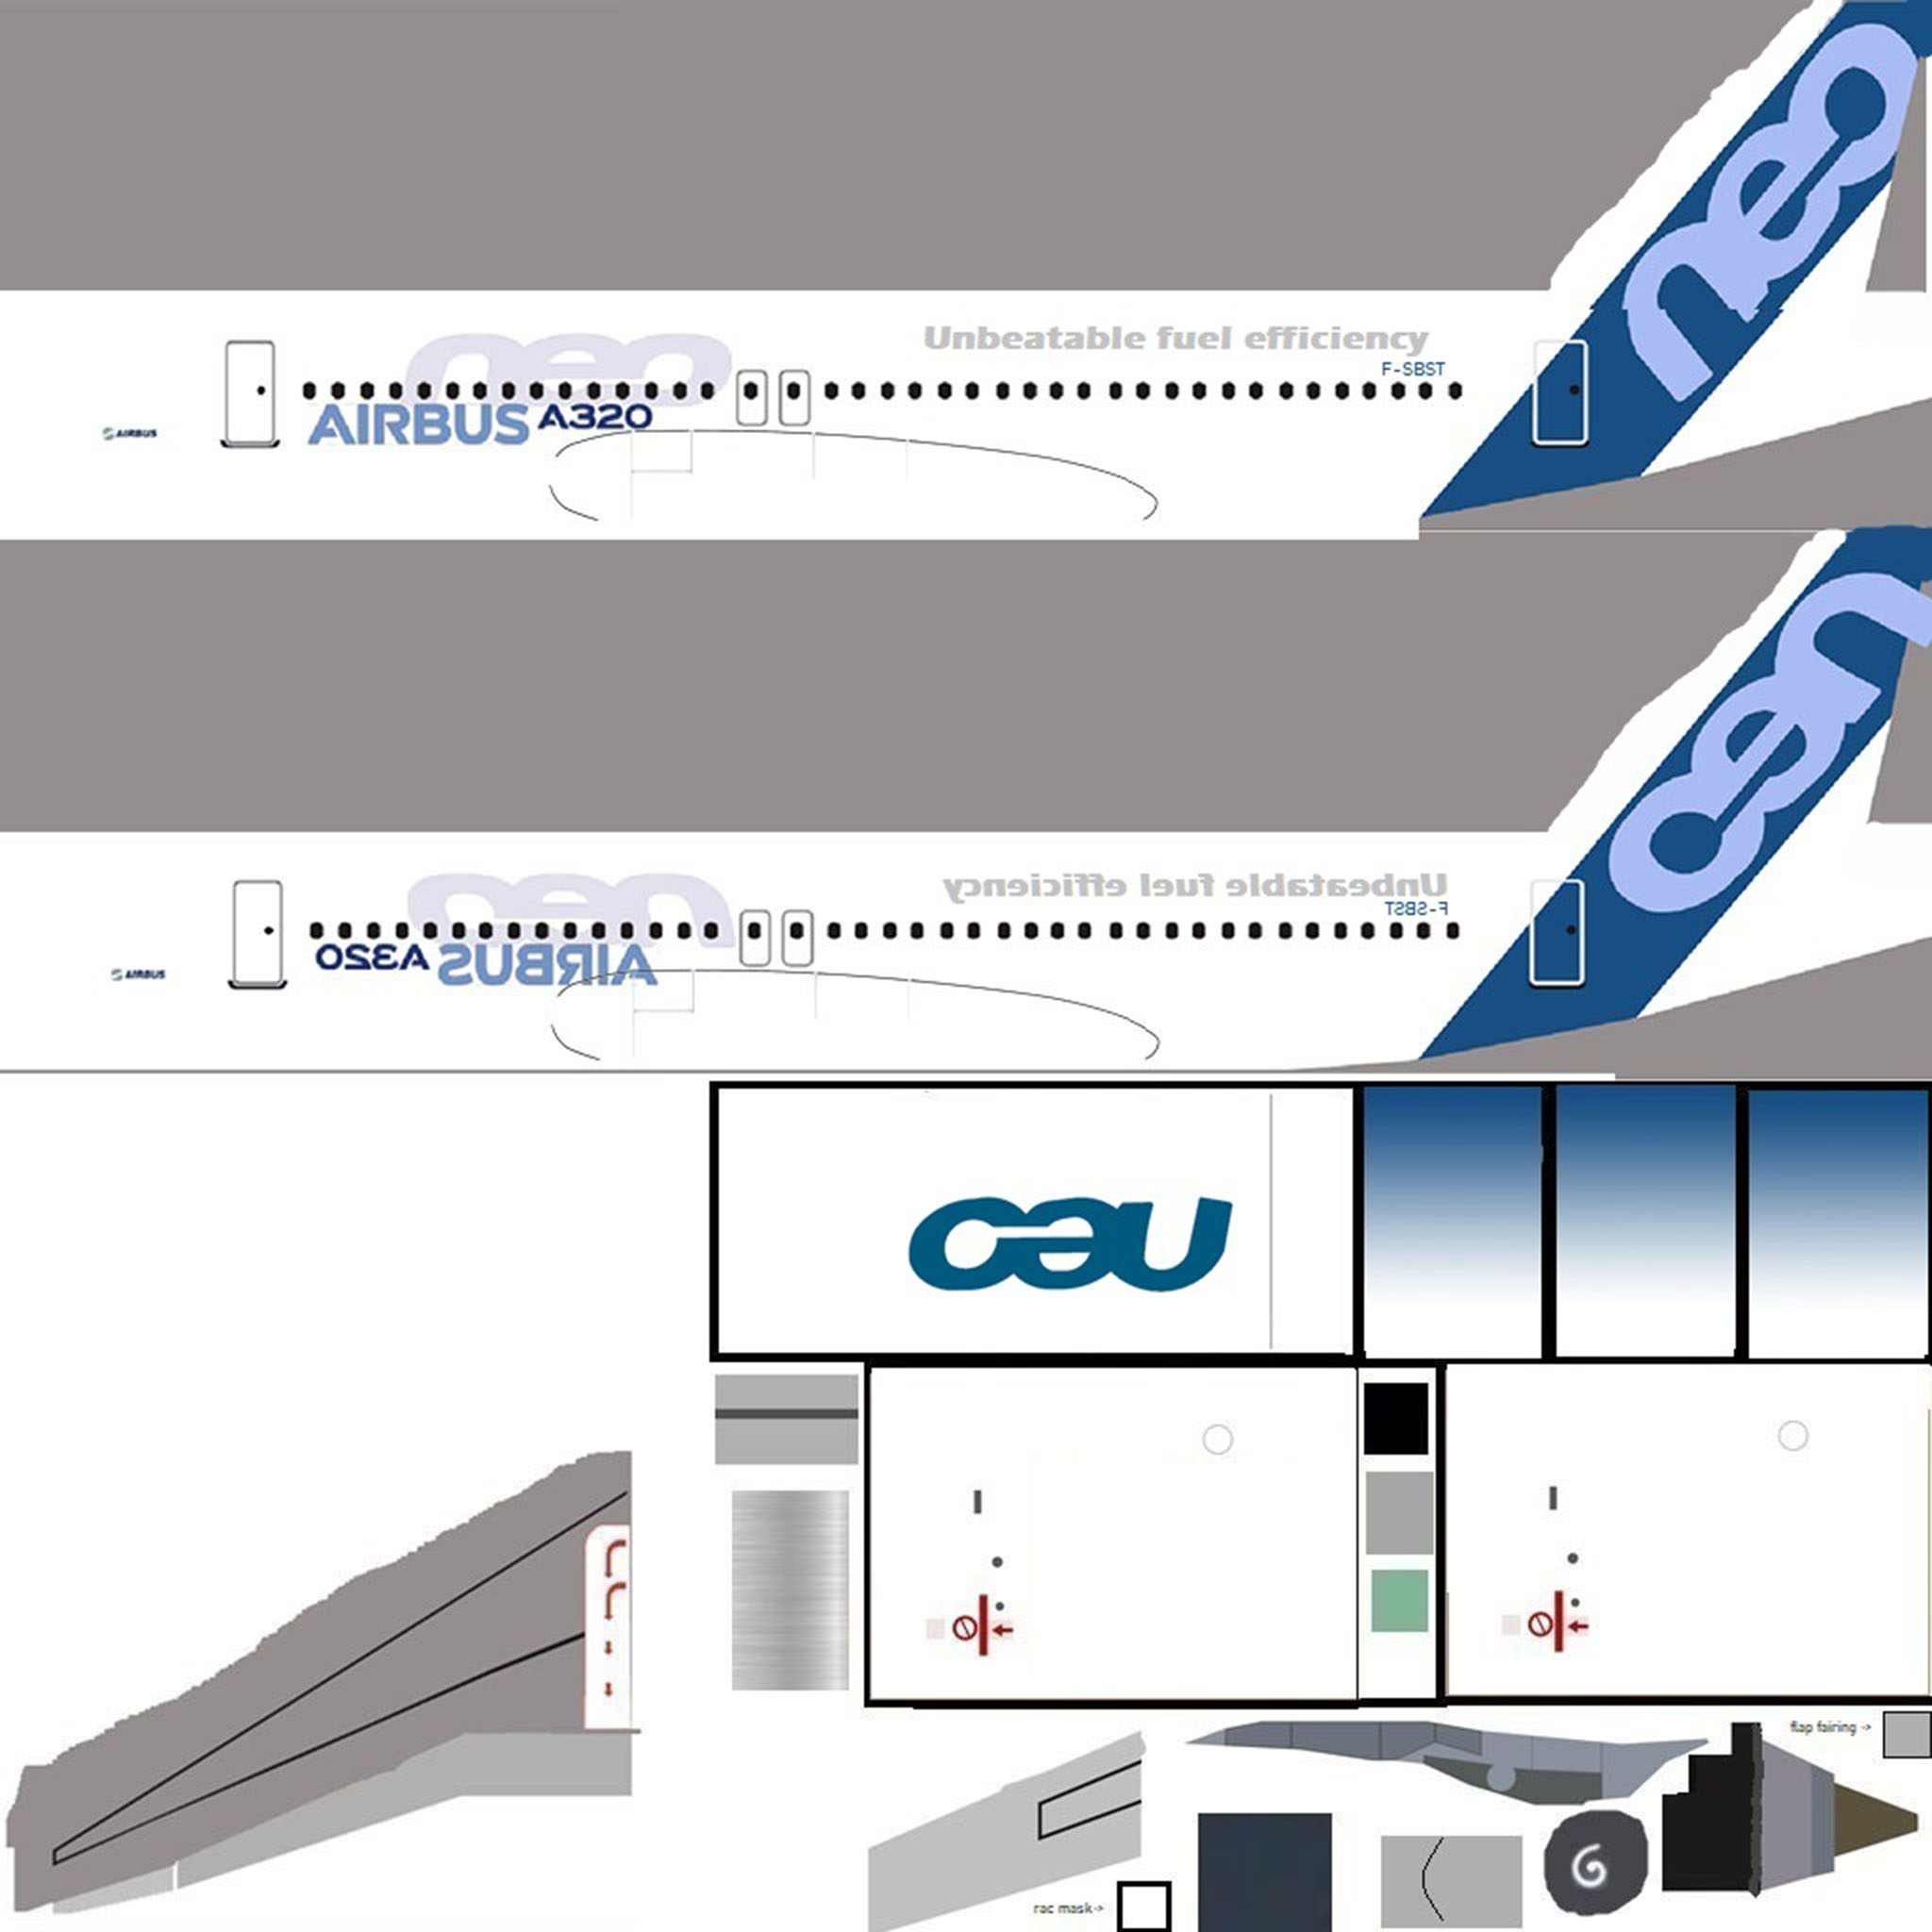 neo
neo
Unbeatable fuel efficiency
F-SBST
AIRBUS A320
AIRBUS
neo
neo
Unbeatable fuel efficiency
F-SBST
A320 AIRBUS
AIRBUS
neo
flap fairing ->
rac mask->